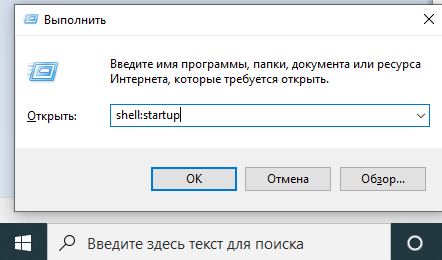 Выполнить
Введите имя программы, папки, документа или ресурса
Интернета, которые требуется открыть.
Открыть: shell:startup
OK Отмена Обзор...
Введите здесь текст для поиска